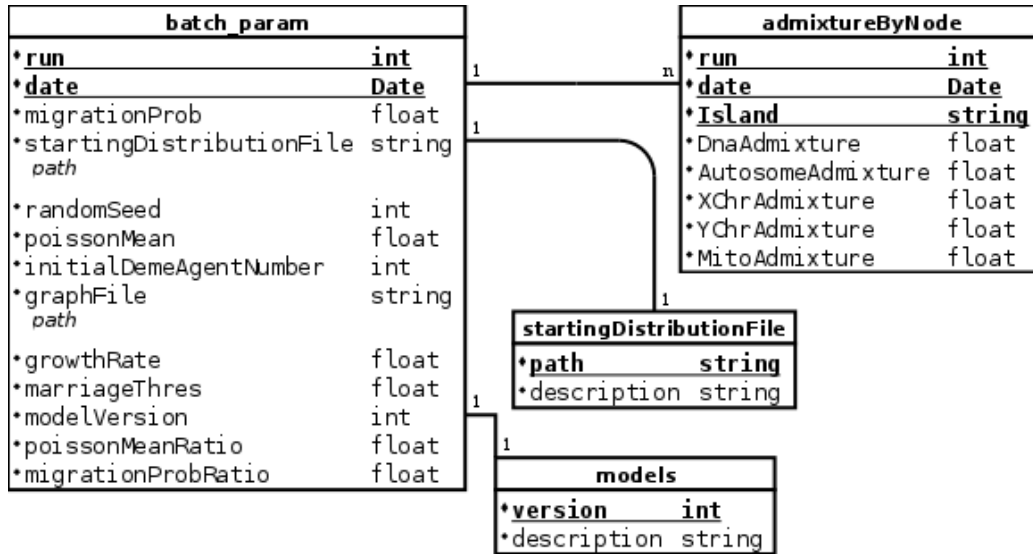 batch_param
run int
date Date
migrationProb float
startingDistributionFile string
path
randomSeed int
poissonMean float
initialDemeAgentNumber int
graphFile string
path
growthRate float
marriageThres float
modelVersion int
poissonMeanRatio float
migrationProbRatio float
1 n
1
1
1
1
admixtureByNode
run int
date Date
Island string
DnaAdmixture float
AutosomeAdmixture float
XChrAdmixture float
YChrAdmixture float
MitoAdmixture float
startingDistributionFile
path string
description string
models
version int
description string